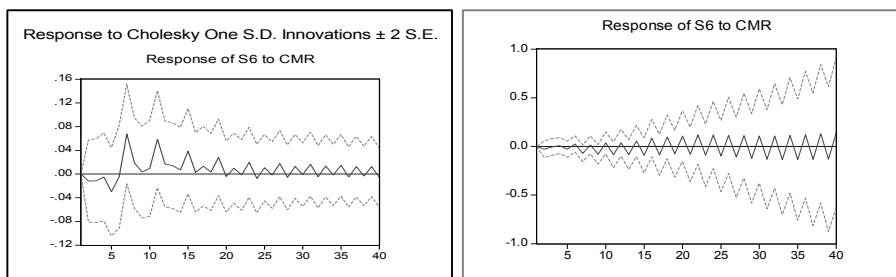 Response to Cholesky One S.D. Innovations ± 2 S.E.
Response of S6 to CMR
.16
.12
.08
.04
.00
-.04
-.08
-.12
5 10 15 20 25 30 35 40
Response of S6 to CMR
1.0
0.5
0.0
-0.5
-1.0
5 10 15 20 25 30 35 40